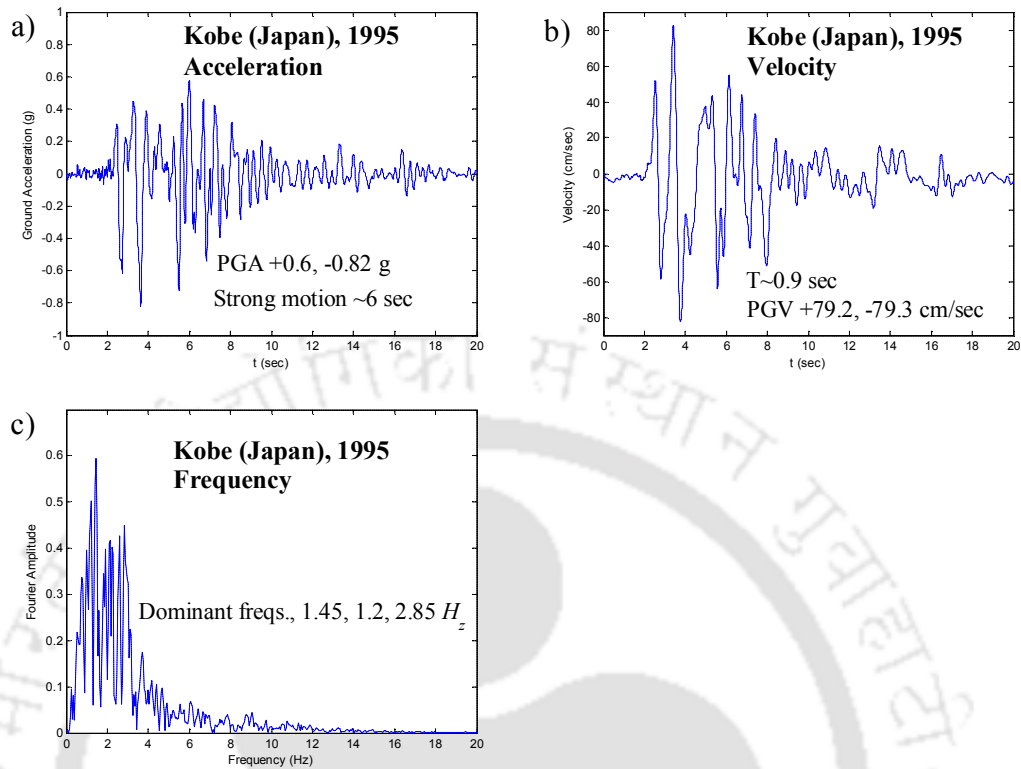 a)
Kobe (Japan), 1995
Acceleration
1
0.8
0.6
0.4
0.2
0
-0.2
-0.4
-0.6
-0.8
-1
Ground Acceleration (g)
PGA +0.6, -0.82 g
Strong motion ~6 sec
0 2 4 6 8 10 12 14 16 18 20
t (sec)
b)
Kobe (Japan), 1995
Velocity
80
60
40
20
0
-20
-40
-60
-80
Velocity (cm/sec)
T~0.9 sec
PGV +79.2, -79.3 cm/sec
0 2 4 6 8 10 12 14 16 18 20
t (sec)
c)
Kobe (Japan), 1995
Frequency
0.6
0.5
0.4
0.3
0.2
0.1
0
Fourier Amplitude
Dominant freqs., 1.45, 1.2, 2.85 Hz
0 2 4 6 8 10 12 14 16 18 20
Frequency (Hz)